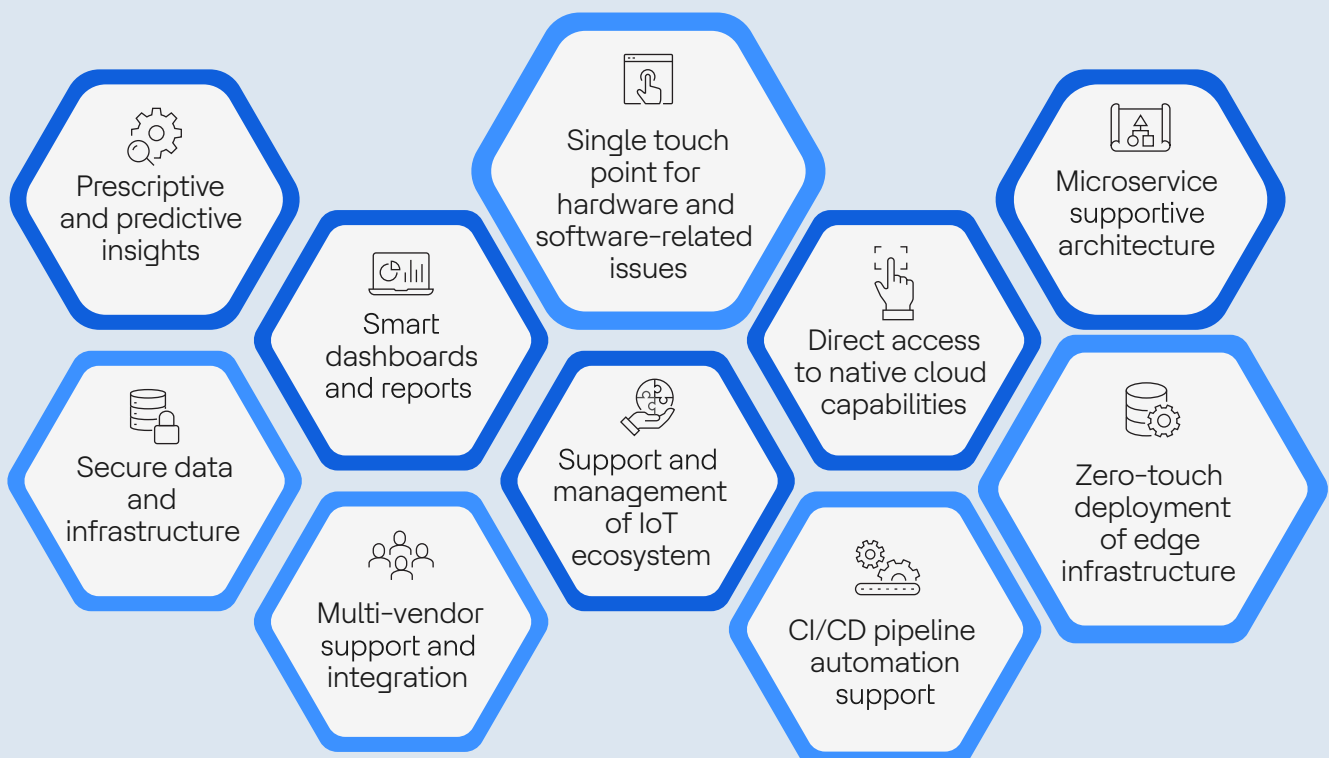 Prescriptive
and predictive
insights
Smart
dashboards
and reports
Single touch
point for
hardware and
software-related
issues
Direct access
to native cloud
capabilities
Microservice
supportive
architecture
Secure data
and
infrastructure
Multi-vendor
support and
integration
Support and
management
of IoT
ecosystem
CI/CD pipeline
automation
support
Zero-touch
deployment
of edge
infrastructure